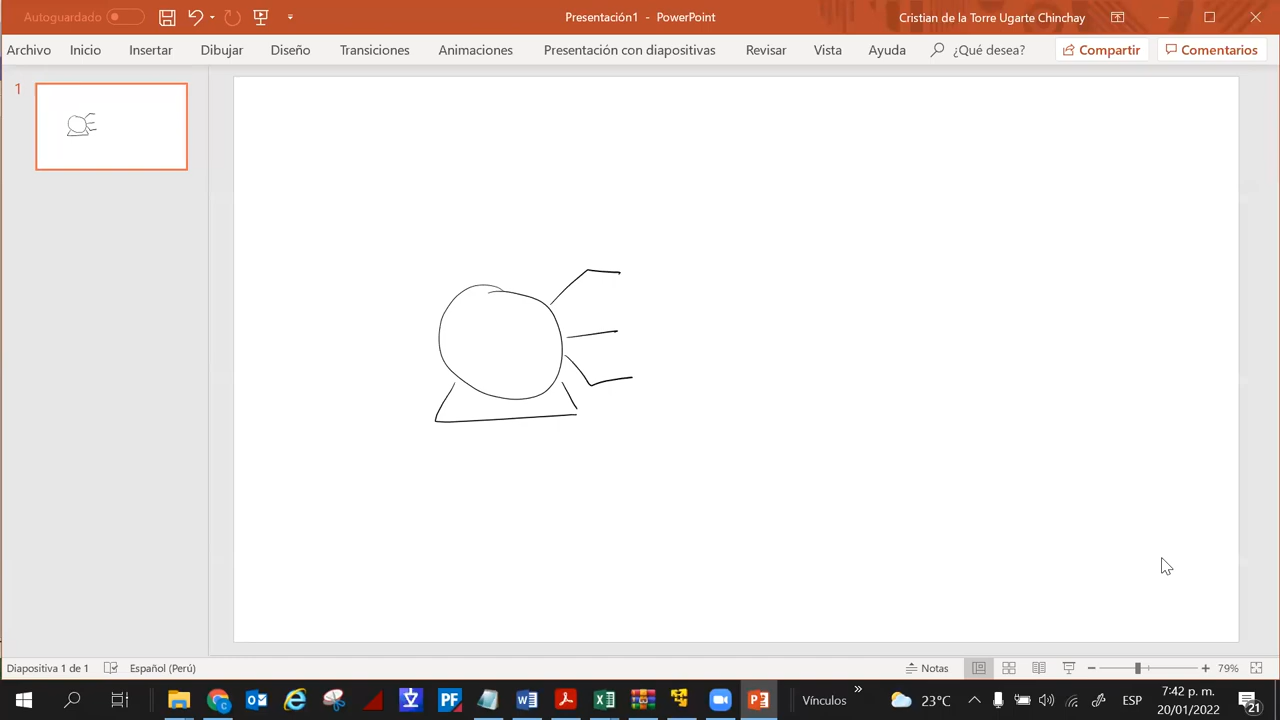 Autoguardado
Presentación1 - PowerPoint
Cristian de la Torre Ugarte Chinchay
Archivo Inicio Insertar Dibujar Diseño Transiciones Animaciones Presentación con diapositivas Revisar Vista Ayuda ¿Qué desea? Compartir Comentarios
1
Diapositiva 1 de 1 Español (Perú) Notas 79%
PF Vínculos » 23°C ESP 7:42 p. m.
20/01/2022 21